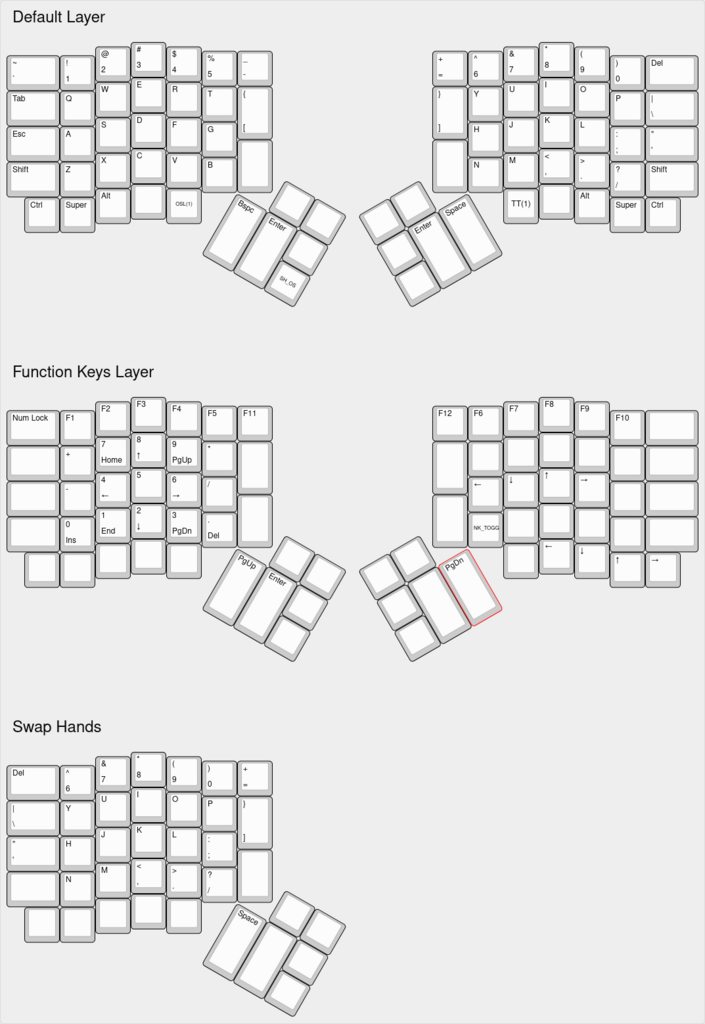 Default Layer
~ ! @ # $ % _ + ^ & * ( ) Del
` 1 2 3 4 5 - = 6 7 8 9 0
Tab Q W E R T { } Y U I O P |
[ ] \
Esc A S D F G H J K L : "
; '
Shift Z X C V B N M < > ? Shift
, . /
Ctrl Super Alt OSL(1) TT(1) Alt Super Ctrl
Bspc Enter Enter Space
SH_OS
Function Keys Layer
Num Lock F1 F2 F3 F4 F5 F11 F12 F6 F7 F8 F9 F10
+ 7 8 9 *
Home ↑ PgUp
- 4 5 6 / ← ↓ ↑ →
← →
0 1 2 3 . NK_TOGG
Ins End ↓ PgDn Del
← ↓ ↑ →
PgUp Enter PgDn
Swap Hands
Del ^ & * ( ) +
6 7 8 9 0 =
| Y U I O P }
\ ]
" H J K L :
' ;
N M < > ?
, . /
Space